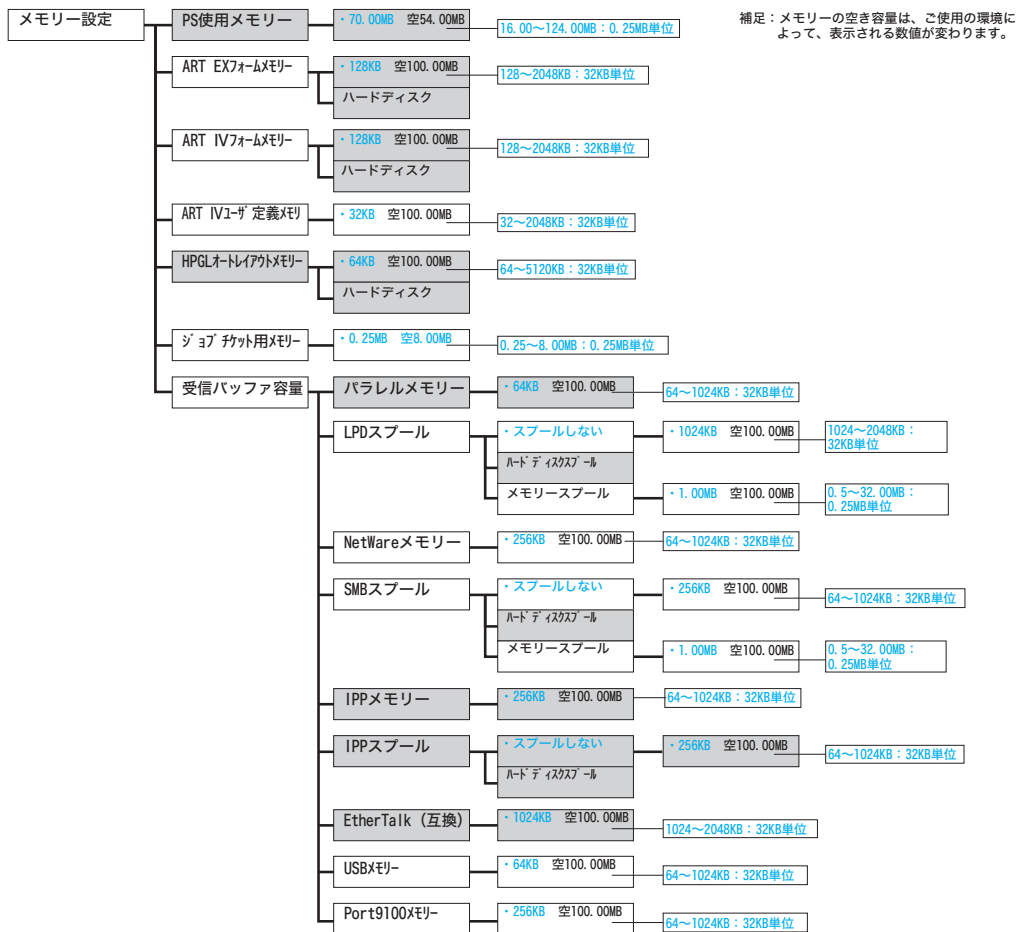 メモリー設定
PS使用メモリー
・70.00MB 空54.00MB
16.00～124.00MB：0.25MB単位
補足：メモリーの空き容量は、ご使用の環境に
よって、表示される数値が変わります。
ART EXフォームメモリー
・128KB 空100.00MB
128～2048KB：32KB単位
ハードディスク
ART IVフォームメモリー
・128KB 空100.00MB
128～2048KB：32KB単位
ハードディスク
ART IVユーザ定義メモリ
・32KB 空100.00MB
32～2048KB：32KB単位
HPGLオートレイアウトメモリー
・64KB 空100.00MB
64～5120KB：32KB単位
ハードディスク
ジョブチケット用メモリー
・0.25MB 空8.00MB
0.25～8.00MB：0.25MB単位
受信バッファ容量
パラレルメモリー
・64KB 空100.00MB
64～1024KB：32KB単位
LPDスプール
・スプールしない
・1024KB 空100.00MB
1024～2048KB：
32KB単位
ハードディスクスプール
メモリースプール
・1.00MB 空100.00MB
0.5～32.00MB：
0.25MB単位
NetWareメモリー
・256KB 空100.00MB
64～1024KB：32KB単位
SMBスプール
・スプールしない
・256KB 空100.00MB
64～1024KB：32KB単位
ハードディスクスプール
メモリースプール
・1.00MB 空100.00MB
0.5～32.00MB：
0.25MB単位
IPPメモリー
・256KB 空100.00MB
64～1024KB：32KB単位
IPPスプール
・スプールしない
・256KB 空100.00MB
64～1024KB：32KB単位
ハードディスクスプール
EtherTalk（互換）
・1024KB 空100.00MB
1024～2048KB：32KB単位
USBメモリー
・64KB 空100.00MB
64～1024KB：32KB単位
Port9100メモリー
・256KB 空100.00MB
64～1024KB：32KB単位